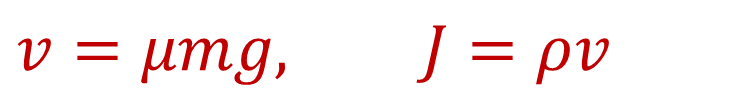 𝑣 = 𝜇𝑚𝑔, 𝐽 = 𝜌𝑣